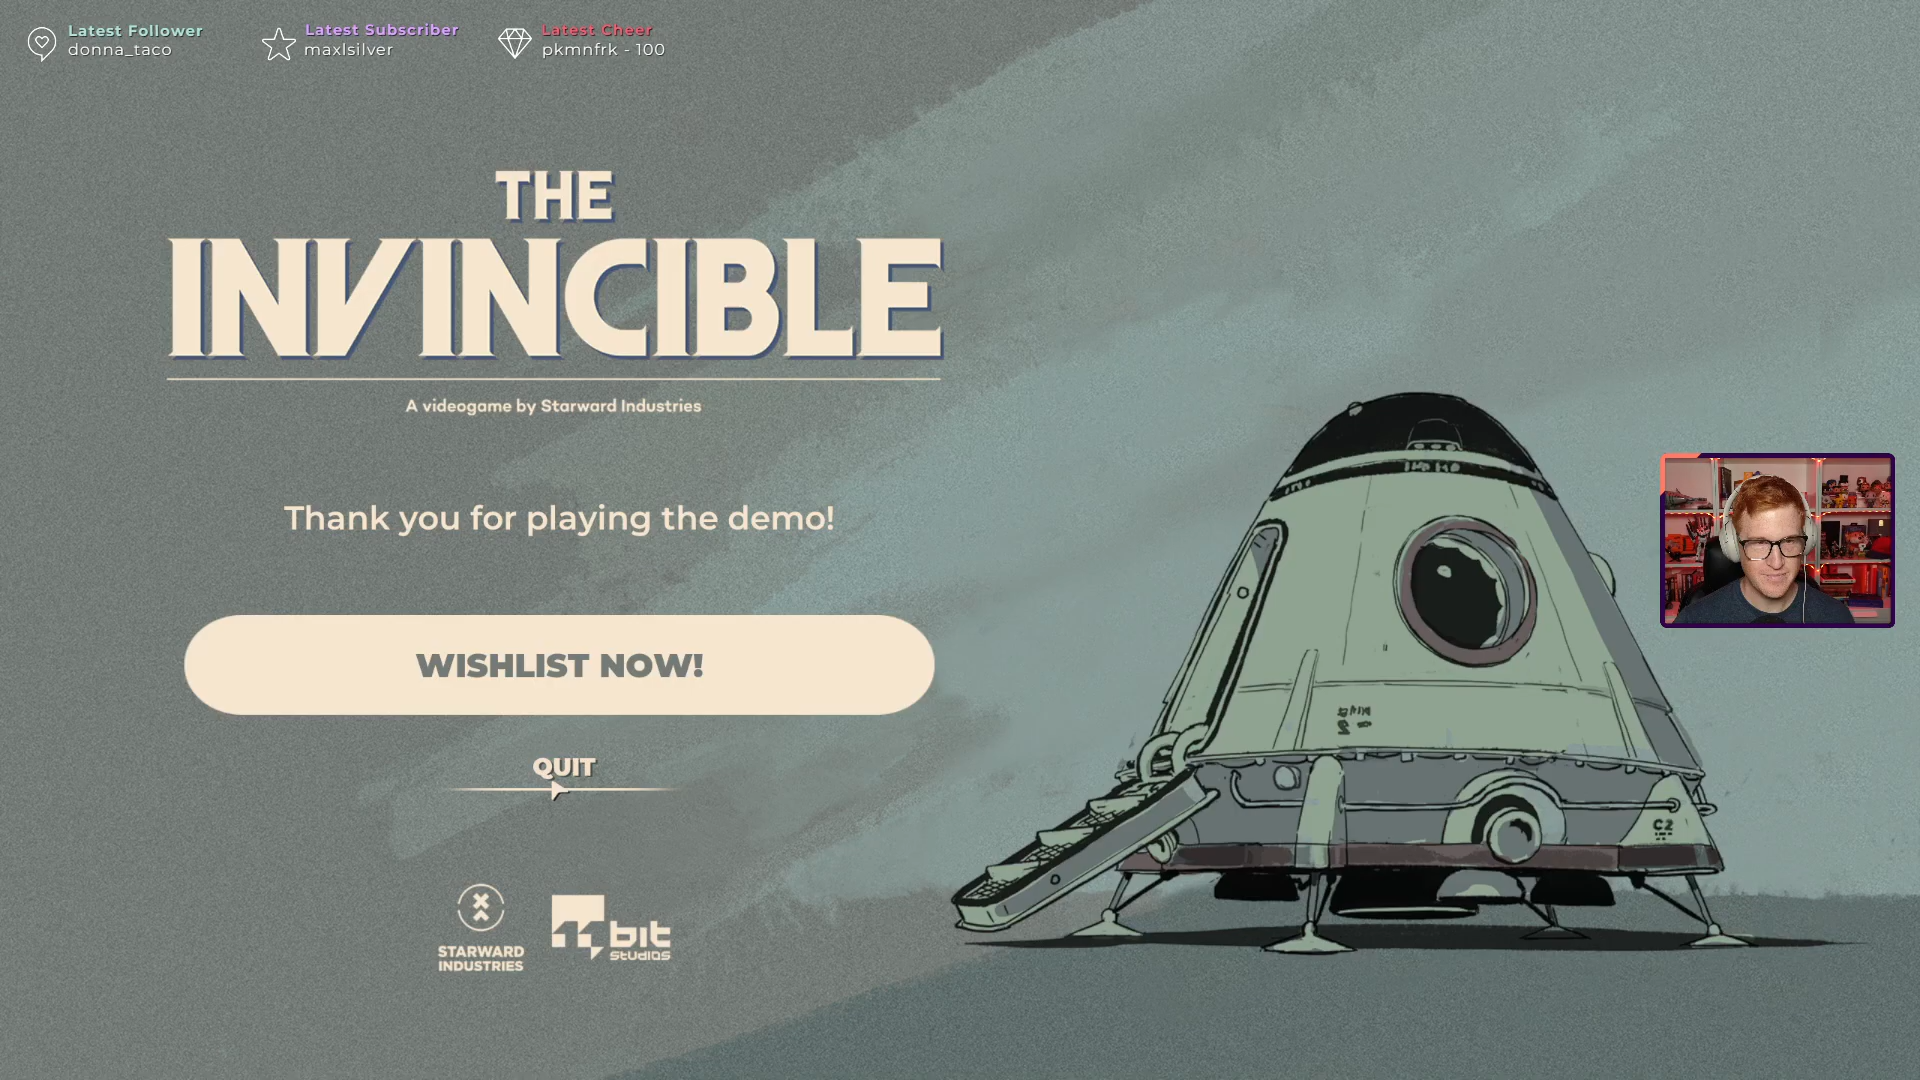 Latest Follower
donna_taco
Latest Subscriber
maxlsilver
Latest Cheer
pkmnfrk - 100
THE
INVINCIBLE
A videogame by Starward Industries
Thank you for playing the demo!
WISHLIST NOW!
QUIT
STARWARD
INDUSTRIES
11 bit
STUDIOS
C2